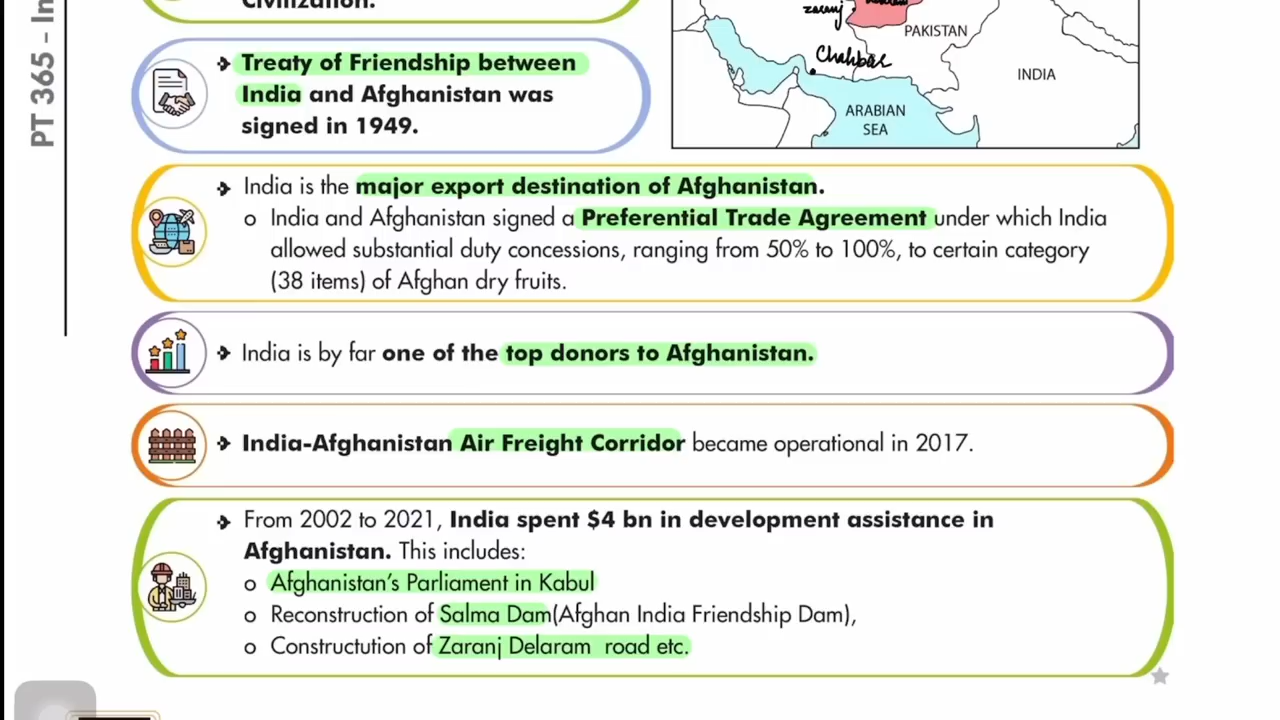 Civilization.
PT 365 - In
zaranj
PAKISTAN
Chahbar
INDIA
ARABIAN
SEA
Treaty of Friendship between
India and Afghanistan was
signed in 1949.
India is the major export destination of Afghanistan.
o India and Afghanistan signed a Preferential Trade Agreement under which India
allowed substantial duty concessions, ranging from 50% to 100%, to certain category
(38 items) of Afghan dry fruits.
India is by far one of the top donors to Afghanistan.
India-Afghanistan Air Freight Corridor became operational in 2017.
From 2002 to 2021, India spent $4 bn in development assistance in
Afghanistan. This includes:
o Afghanistan's Parliament in Kabul
o Reconstruction of Salma Dam(Afghan India Friendship Dam),
o Constructution of Zaranj Delaram road etc.